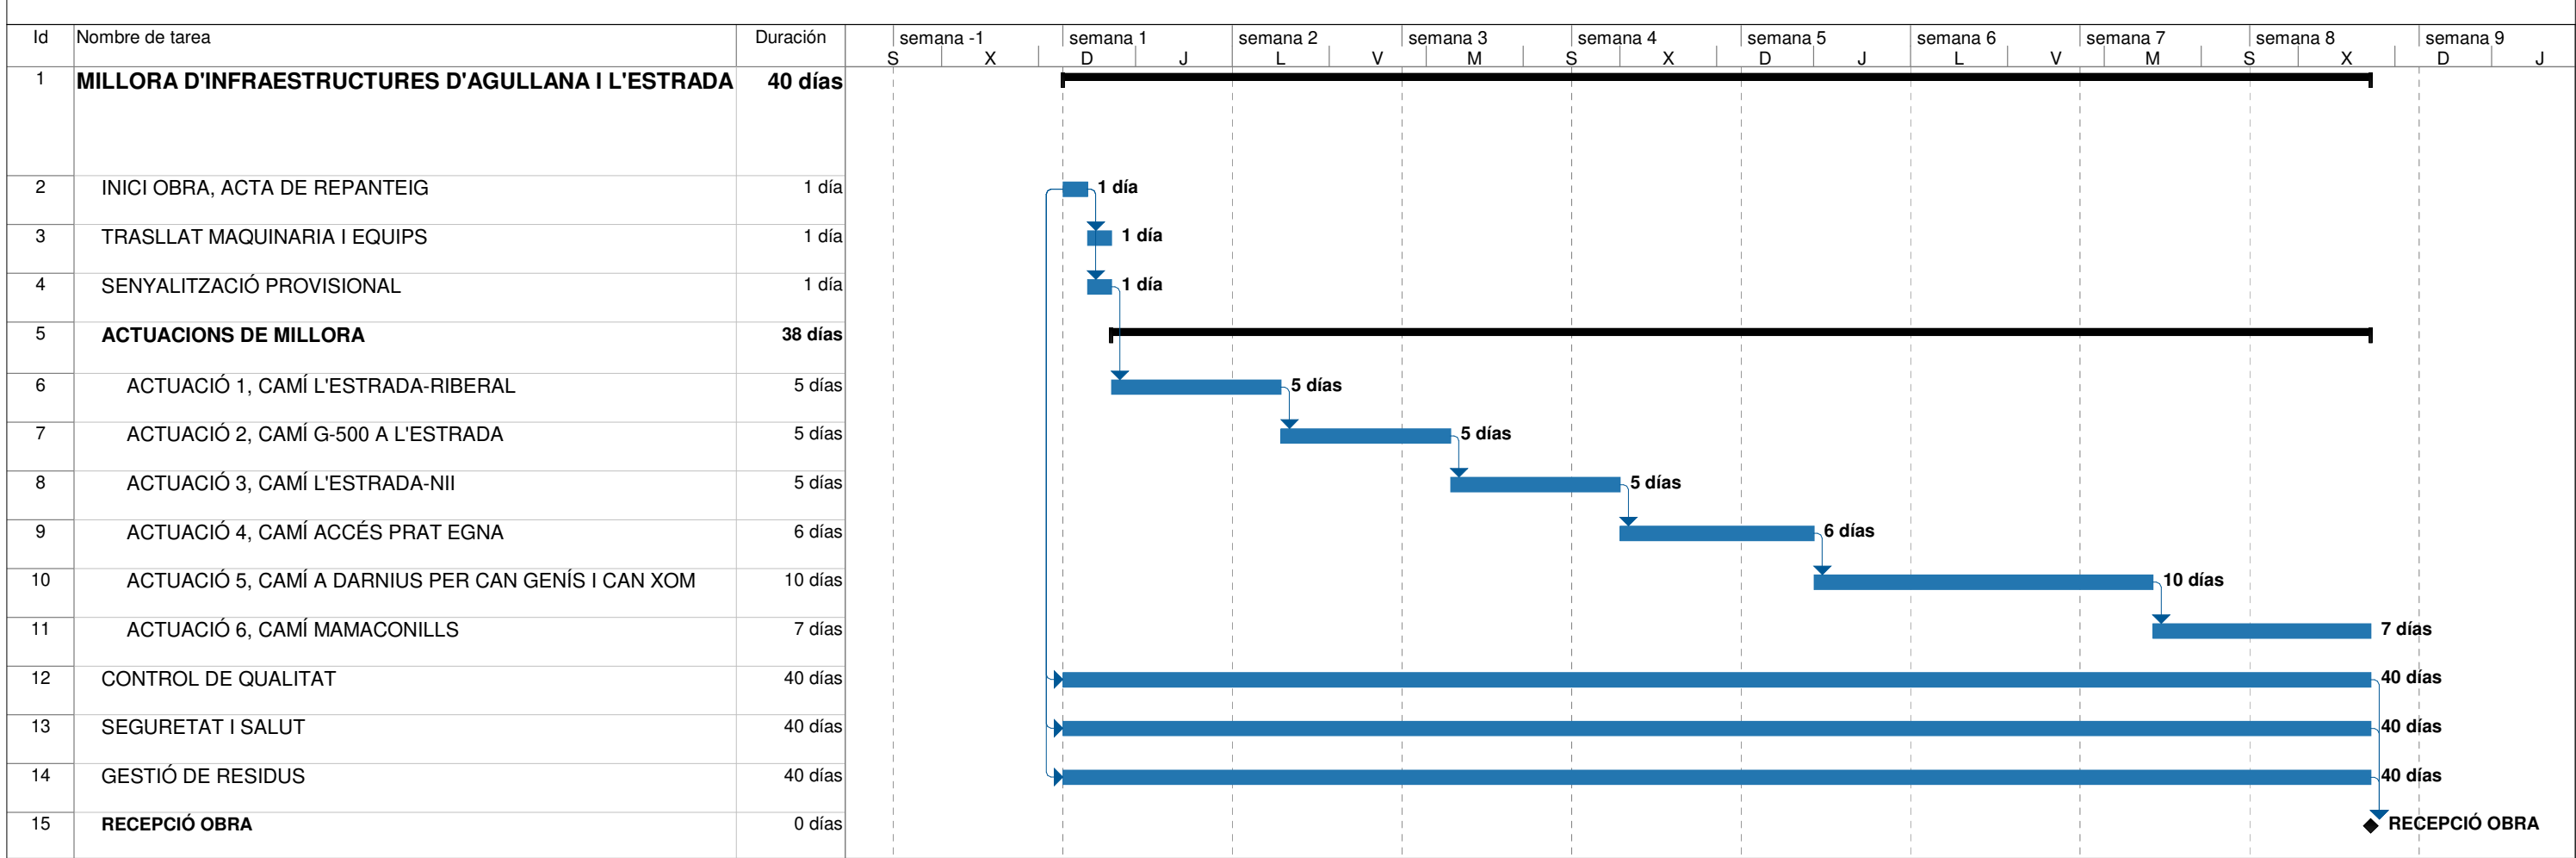 Id Nombre de tarea Duración semana -1 semana 1 semana 2 semana 3 semana 4 semana 5 semana 6 semana 7 semana 8 semana 9
S X D J L V M S X D J L V M S X D J
1 MILLORA D'INFRAESTRUCTURES D'AGULLANA I L'ESTRADA 40 días
2 INICI OBRA, ACTA DE REPANTEIG 1 día 1 día
3 TRASLLAT MAQUINARIA I EQUIPS 1 día 1 día
4 SENYALITZACIÓ PROVISIONAL 1 día 1 día
5 ACTUACIONS DE MILLORA 38 días
6 ACTUACIÓ 1, CAMÍ L'ESTRADA-RIBERAL 5 días 5 días
7 ACTUACIÓ 2, CAMÍ G-500 A L'ESTRADA 5 días 5 días
8 ACTUACIÓ 3, CAMÍ L'ESTRADA-NII 5 días 5 días
9 ACTUACIÓ 4, CAMÍ ACCÉS PRAT EGNA 6 días 6 días
10 ACTUACIÓ 5, CAMÍ A DARNIUS PER CAN GENÍS I CAN XOM 10 días 10 días
11 ACTUACIÓ 6, CAMÍ MAMACONILLS 7 días 7 días
12 CONTROL DE QUALITAT 40 días 40 días
13 SEGURETAT I SALUT 40 días 40 días
14 GESTIÓ DE RESIDUS 40 días 40 días
15 RECEPCIÓ OBRA 0 días RECEPCIÓ OBRA